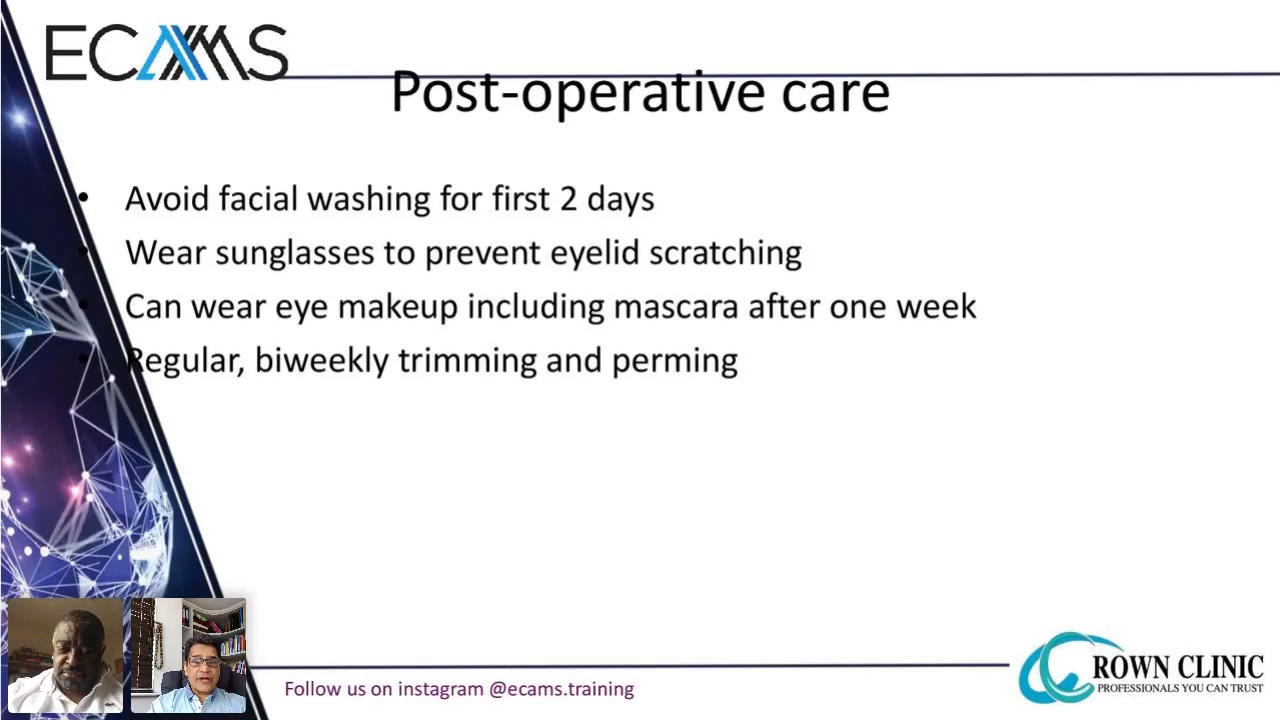 ECAMS
Post-operative care
• Avoid facial washing for first 2 days
• Wear sunglasses to prevent eyelid scratching
• Can wear eye makeup including mascara after one week
• Regular, biweekly trimming and perming
Follow us on instagram @ecams.training
CROWN CLINIC
PROFESSIONALS YOU CAN TRUST